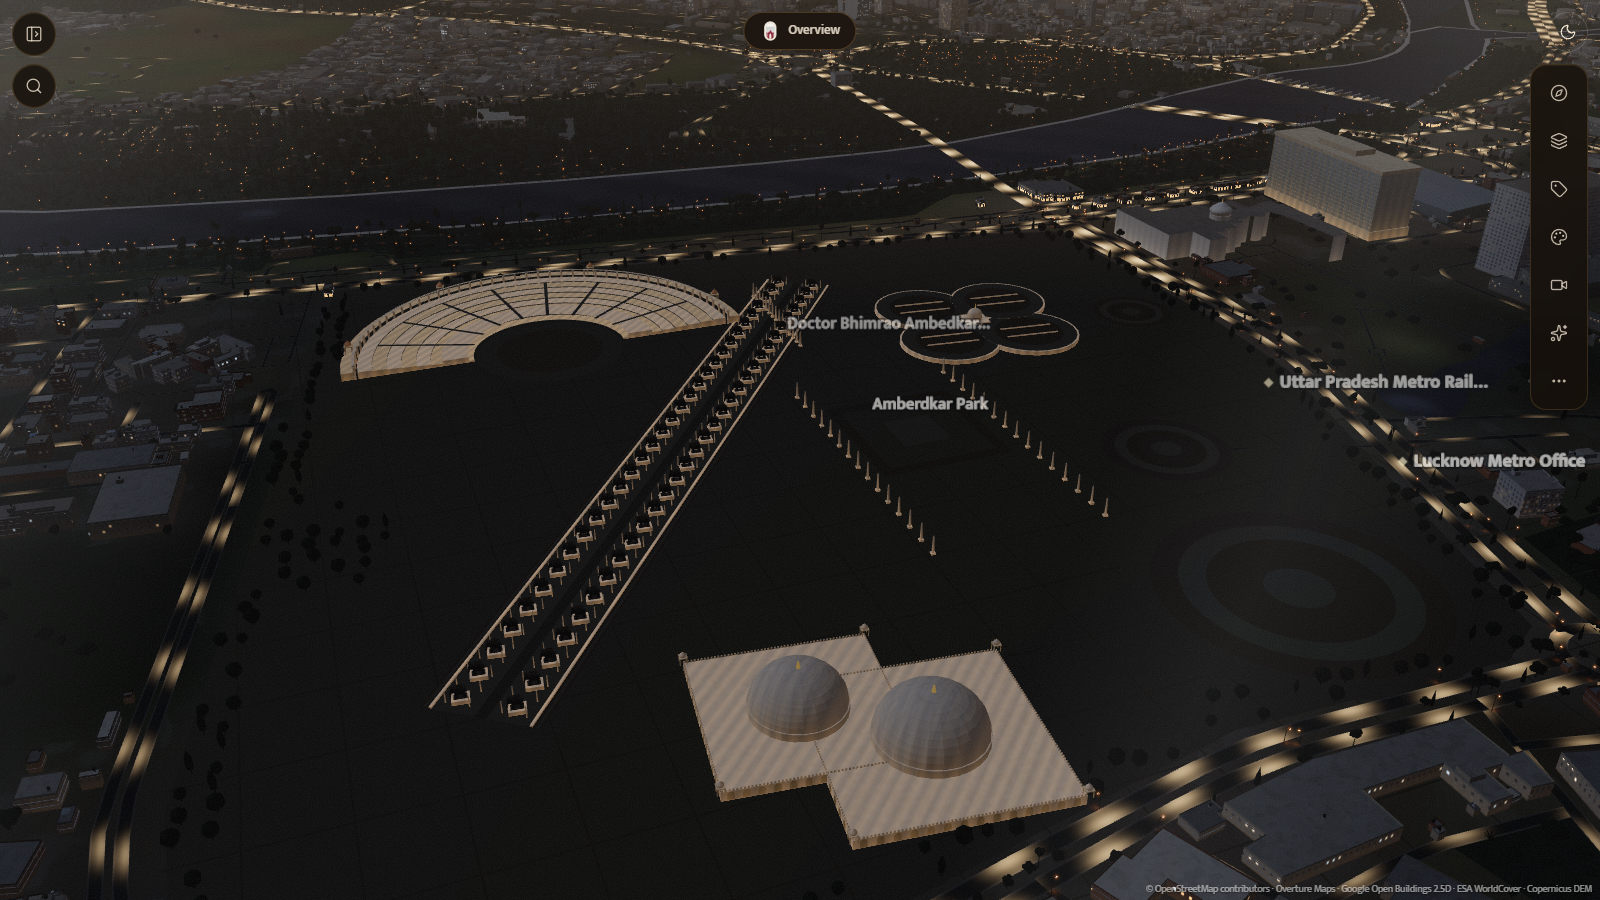 Overview
Doctor Bhimrao Ambedkar...
Uttar Pradesh Metro Rail...
Amberdkar Park
Lucknow Metro Office
© OpenStreetMap contributors · Overture Maps · Google Open Buildings 2.5D · ESA WorldCover · Copernicus DEM